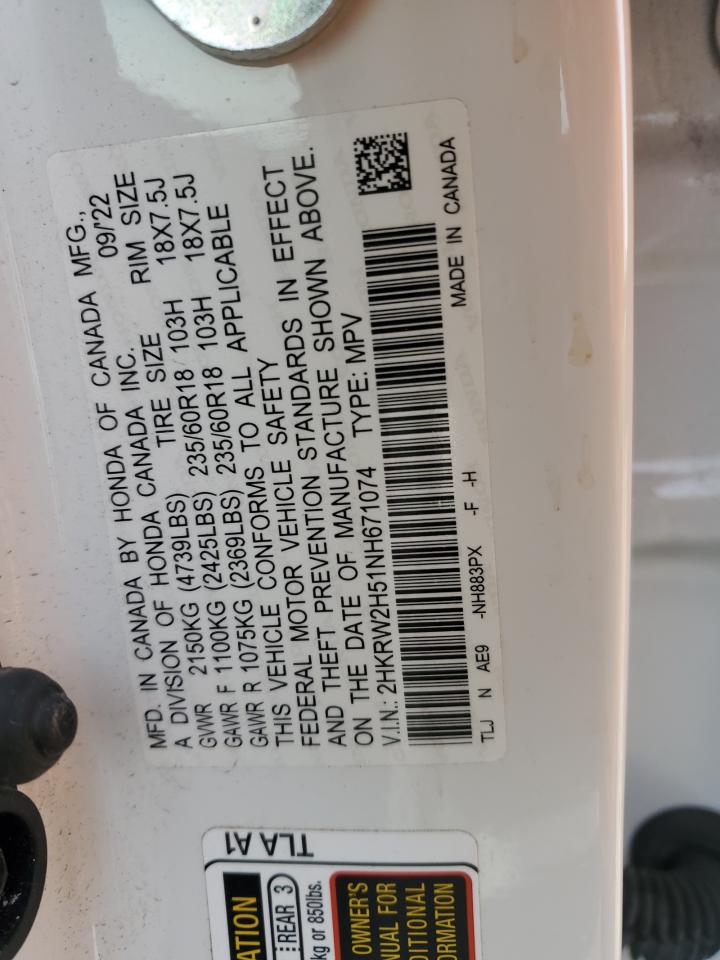 MFD. IN CANADA BY HONDA OF CANADA MFG.,
A DIVISION OF HONDA CANADA INC. 09/'22
GVWR 2150KG (4739LBS) TIRE SIZE RIM SIZE
GAWR F 1100KG (2425LBS) 235/60R18 103H 18X7.5J
GAWR R 1075KG (2369LBS) 235/60R18 103H 18X7.5J
THIS VEHICLE CONFORMS TO ALL APPLICABLE
FEDERAL MOTOR VEHICLE SAFETY
AND THEFT PREVENTION STANDARDS IN EFFECT
ON THE DATE OF MANUFACTURE SHOWN ABOVE.
V.I.N.: 2HKRW2H51NH671074 TYPE: MPV
TLJ N AE9 -NH883PX -F -H
MADE IN CANADA
TLA A1
REAR 3
kg or 850lbs.
OWNER'S
FOR